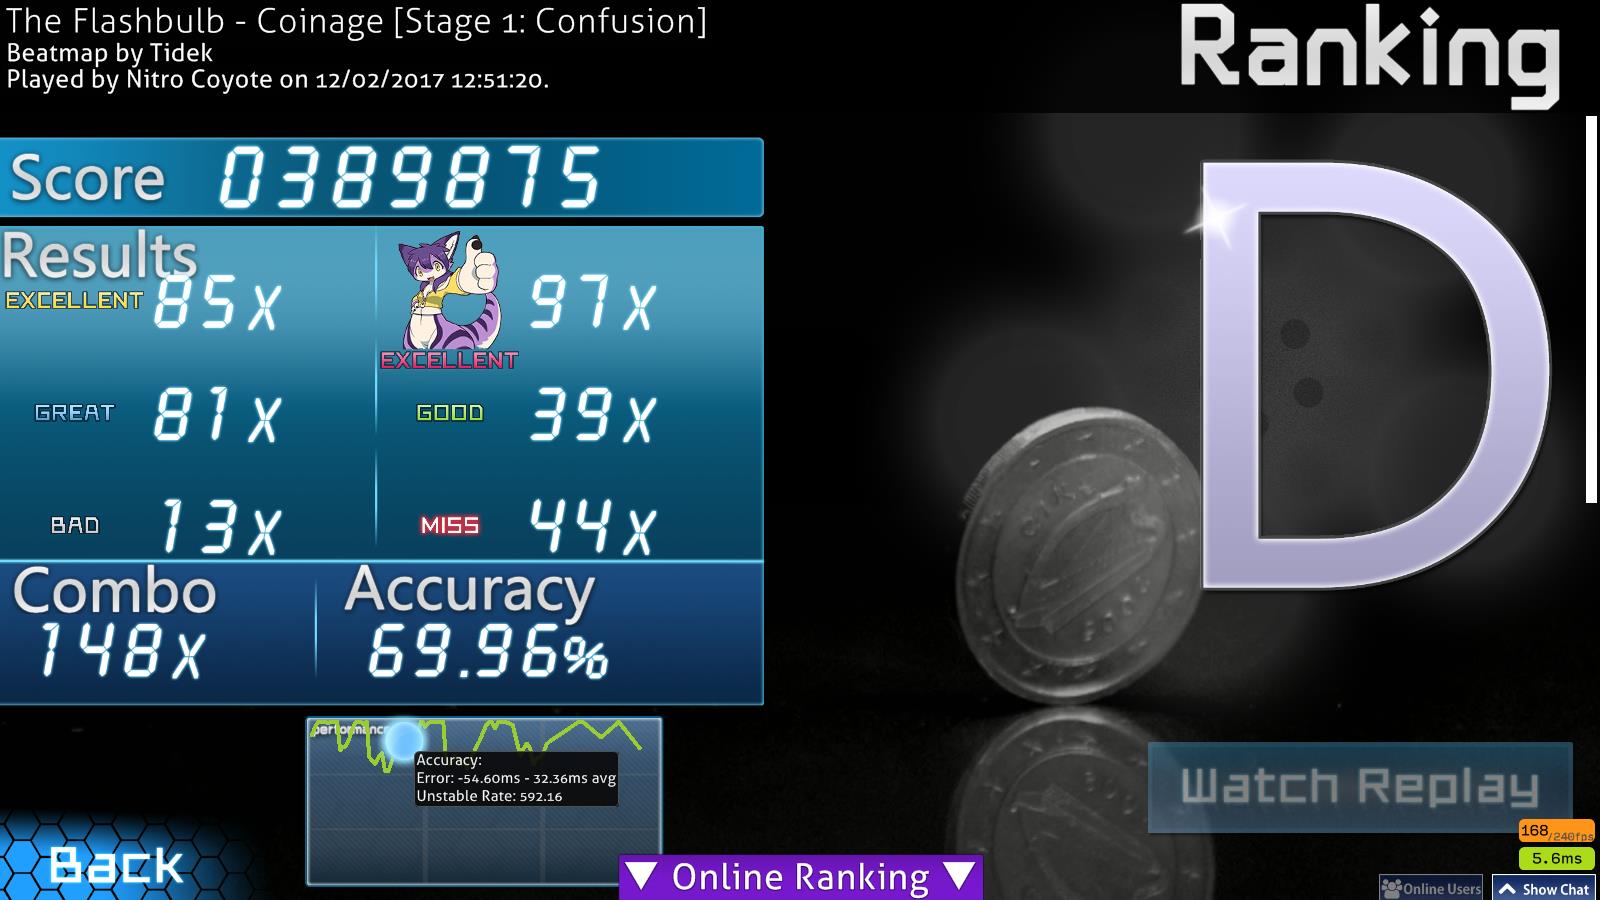 The Flashbulb - Coinage [Stage 1: Confusion]
Beatmap by Tidek
Played by Nitro Coyote on 12/02/2017 12:51:20.
Ranking
Score 0389875
Results
EXCELLENT 85x
EXCELLENT 97x
GREAT 81x
GOOD 39x
BAD 13x
MISS 44x
Combo
148x
Accuracy
69.96%
D
performance
Accuracy:
Error: -54.60ms - 32.36ms avg
Unstable Rate: 592.16
Watch Replay
168/240fps
5.6ms
Back
▼ Online Ranking ▼
Online Users
Show Chat